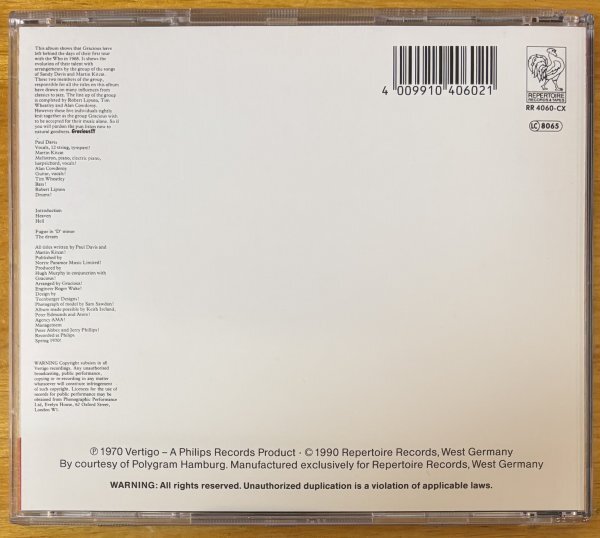 This album shows that Gracious have
left behind the days of their first tour
with the Who in 1968. It shows the
evolution of their talent with
arrangements by the group of the songs
of Sandy Davis and Martin Kitcat.
These two members of the group,
responsible for all the titles on this album
have drawn on many influences from
classics to jazz. The line up of the group
is completed by Robert Lipson, Tim
Wheatley and Alan Cowderoy.
However these five individuals rightly
knit together as the group Gracious wish
to be accepted for their music alone. So if
you will pardon the pun listen now to
natural goodness. Gracious!!!
Paul Davis
Vocals, 12 string, tympani!
Martin Kitcat
Mellotron, piano, electric piano,
harpsichord, vocals!
Alan Cowderoy
Guitar, vocals!
Tim Wheatley
Bass!
Robert Lipson
Drums!
Introduction
Heaven
Hell
Fugue in 'D' minor
The dream
All titles written by Paul Davis and
Martin Kitcat!
Published by
Norrie Paramor Music Limited!
Produced by
Hugh Murphy in conjunction with
Gracious!
Arranged by Gracious!
Engineer Roger Wake!
Design by
Teenburger Designs!
Photograph of model by Sam Sawdon!
Album made possible by Keith Ireland,
Peter Edmunds and Anns!
Agency AMA!
Management
Peter Abbey and Jerry Phillips!
Recorded at Philips
Spring 1970!
WARNING Copyright subsists in all
Vertigo recordings. Any unauthorised
broadcasting, public performance,
copying or re-recording in any matter
whatsoever will constitute infringement
of such copyright. Licences for the use of
records for public performance may be
obtained from Phonographic Performance
Ltd, Evelyn House, 62 Oxford Street,
London W1.
4 009910 406021
REPERTOIRE
RECORDS & TAPES
RR 4060-CX
LC 8065
℗ 1970 Vertigo – A Philips Records Product · © 1990 Repertoire Records, West Germany
By courtesy of Polygram Hamburg. Manufactured exclusively for Repertoire Records, West Germany
WARNING: All rights reserved. Unauthorized duplication is a violation of applicable laws.